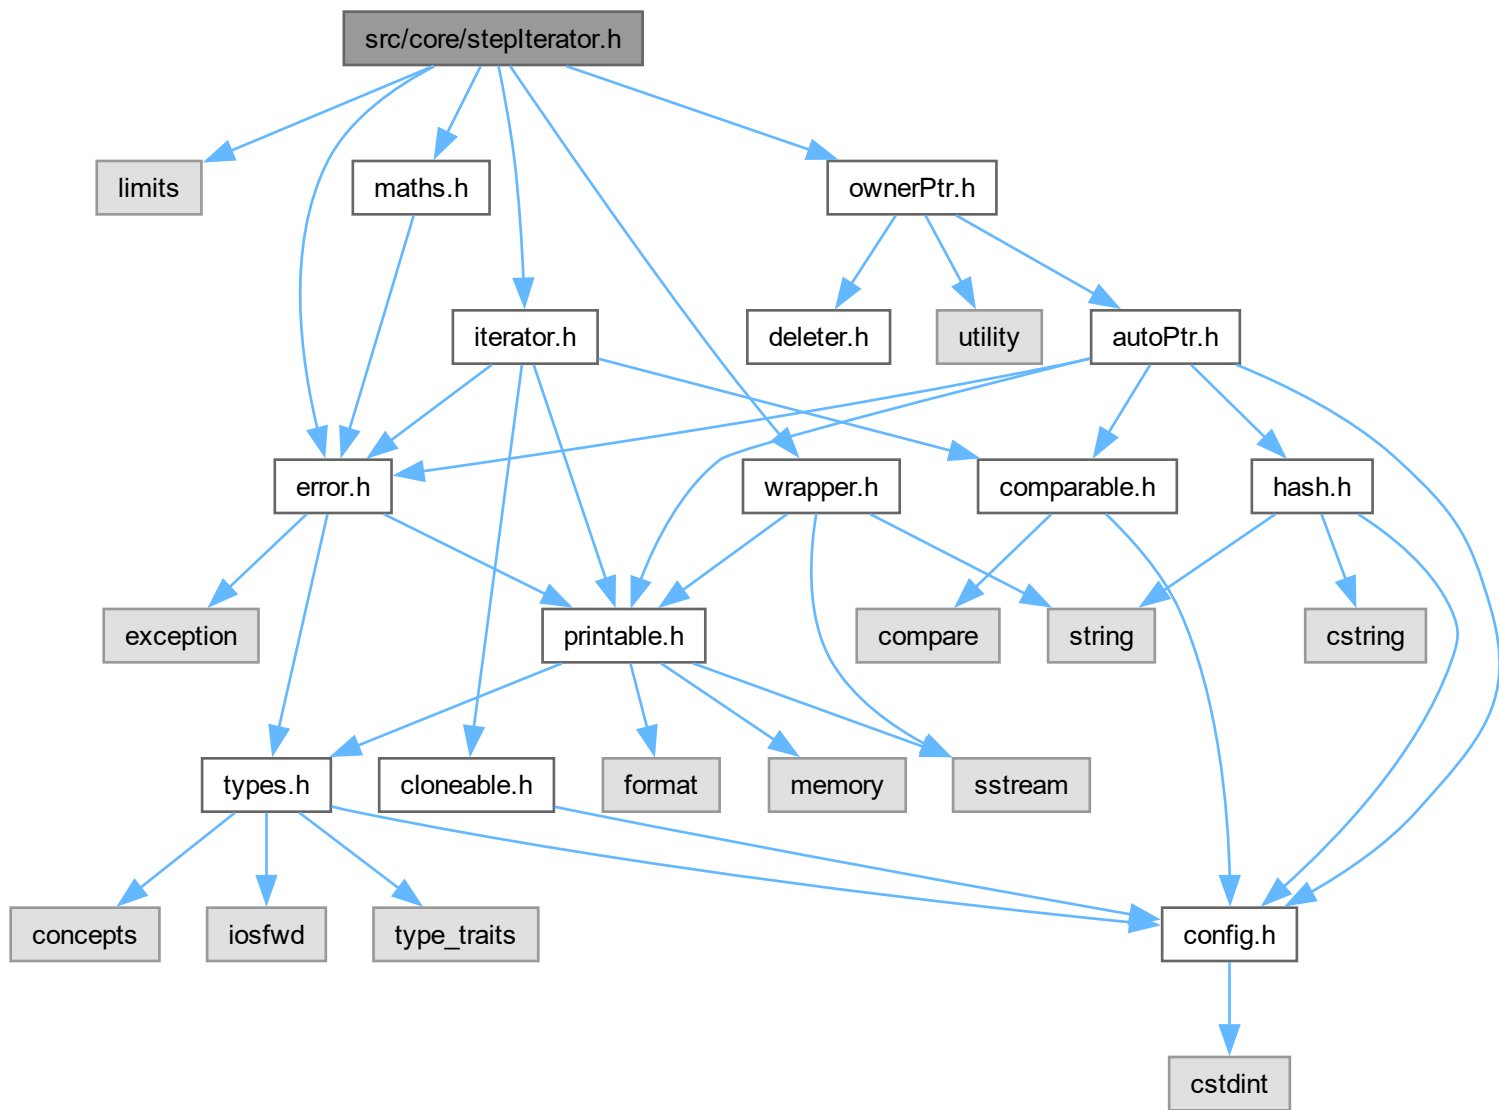 src/core/stepIterator.h
limits
maths.h
ownerPtr.h
iterator.h
deleter.h
utility
autoPtr.h
error.h
wrapper.h
comparable.h
hash.h
exception
printable.h
compare
string
cstring
types.h
cloneable.h
format
memory
sstream
concepts
iosfwd
type_traits
config.h
cstdint